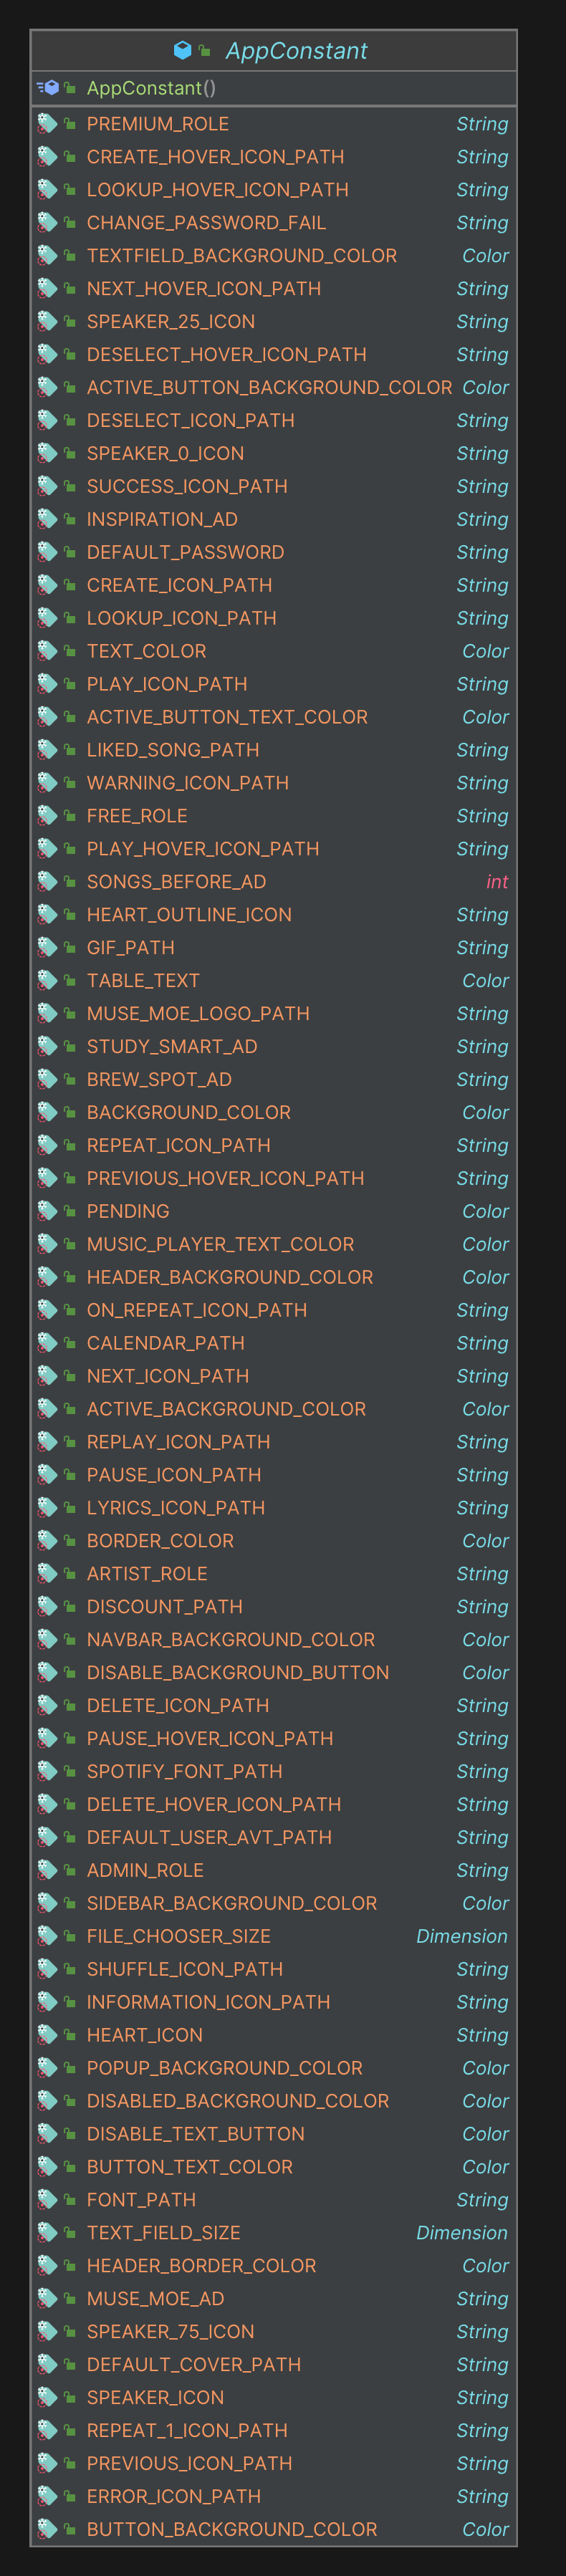 AppConstant
AppConstant()
PREMIUM_ROLE String
CREATE_HOVER_ICON_PATH String
LOOKUP_HOVER_ICON_PATH String
CHANGE_PASSWORD_FAIL String
TEXTFIELD_BACKGROUND_COLOR Color
NEXT_HOVER_ICON_PATH String
SPEAKER_25_ICON String
DESELECT_HOVER_ICON_PATH String
ACTIVE_BUTTON_BACKGROUND_COLOR Color
DESELECT_ICON_PATH String
SPEAKER_0_ICON String
SUCCESS_ICON_PATH String
INSPIRATION_AD String
DEFAULT_PASSWORD String
CREATE_ICON_PATH String
LOOKUP_ICON_PATH String
TEXT_COLOR Color
PLAY_ICON_PATH String
ACTIVE_BUTTON_TEXT_COLOR Color
LIKED_SONG_PATH String
WARNING_ICON_PATH String
FREE_ROLE String
PLAY_HOVER_ICON_PATH String
SONGS_BEFORE_AD int
HEART_OUTLINE_ICON String
GIF_PATH String
TABLE_TEXT Color
MUSE_MOE_LOGO_PATH String
STUDY_SMART_AD String
BREW_SPOT_AD String
BACKGROUND_COLOR Color
REPEAT_ICON_PATH String
PREVIOUS_HOVER_ICON_PATH String
PENDING Color
MUSIC_PLAYER_TEXT_COLOR Color
HEADER_BACKGROUND_COLOR Color
ON_REPEAT_ICON_PATH String
CALENDAR_PATH String
NEXT_ICON_PATH String
ACTIVE_BACKGROUND_COLOR Color
REPLAY_ICON_PATH String
PAUSE_ICON_PATH String
LYRICS_ICON_PATH String
BORDER_COLOR Color
ARTIST_ROLE String
DISCOUNT_PATH String
NAVBAR_BACKGROUND_COLOR Color
DISABLE_BACKGROUND_BUTTON Color
DELETE_ICON_PATH String
PAUSE_HOVER_ICON_PATH String
SPOTIFY_FONT_PATH String
DELETE_HOVER_ICON_PATH String
DEFAULT_USER_AVT_PATH String
ADMIN_ROLE String
SIDEBAR_BACKGROUND_COLOR Color
FILE_CHOOSER_SIZE Dimension
SHUFFLE_ICON_PATH String
INFORMATION_ICON_PATH String
HEART_ICON String
POPUP_BACKGROUND_COLOR Color
DISABLED_BACKGROUND_COLOR Color
DISABLE_TEXT_BUTTON Color
BUTTON_TEXT_COLOR Color
FONT_PATH String
TEXT_FIELD_SIZE Dimension
HEADER_BORDER_COLOR Color
MUSE_MOE_AD String
SPEAKER_75_ICON String
DEFAULT_COVER_PATH String
SPEAKER_ICON String
REPEAT_1_ICON_PATH String
PREVIOUS_ICON_PATH String
ERROR_ICON_PATH String
BUTTON_BACKGROUND_COLOR Color